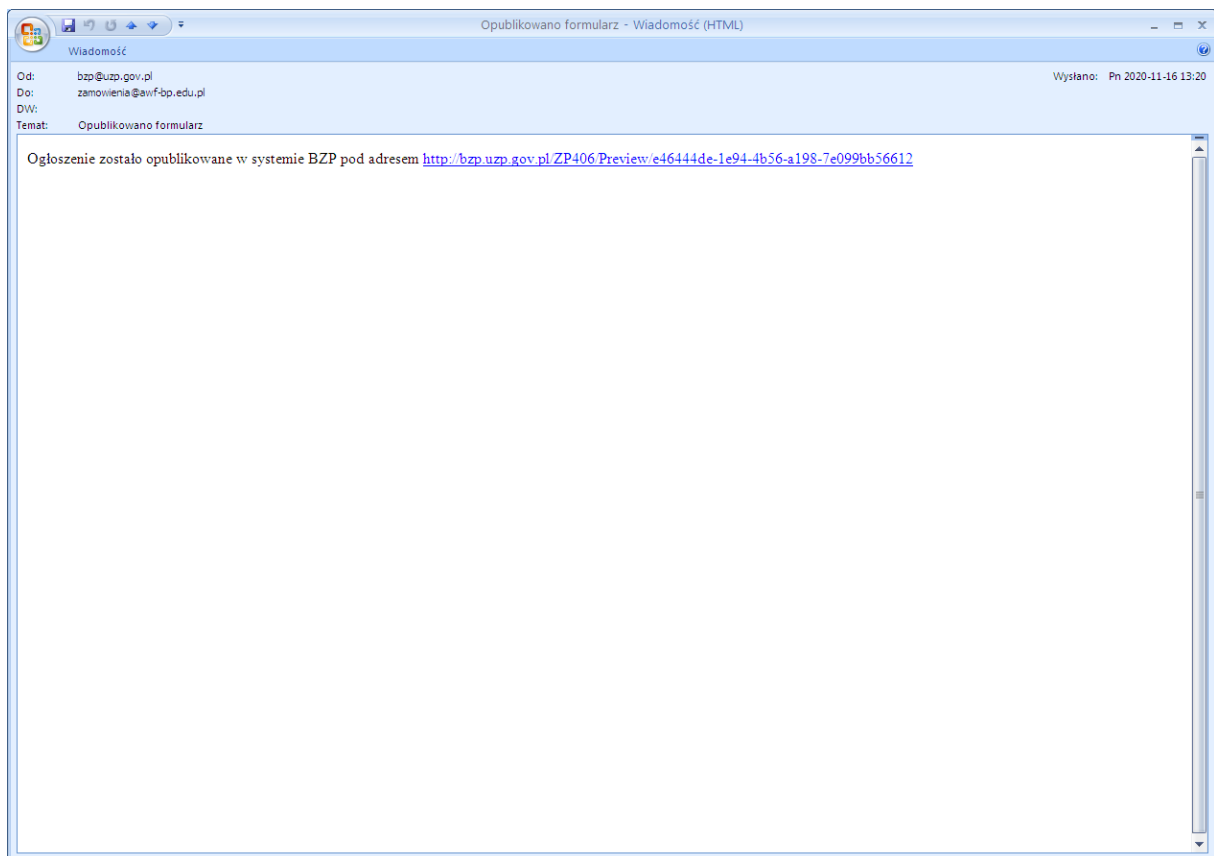 Opublikowano formularz - Wiadomość (HTML)
Wiadomość
Od: bzp@uzp.gov.pl Wysłano: Pn 2020-11-16 13:20
Do: zamowienia@awf-bp.edu.pl
DW:
Temat: Opublikowano formularz
Ogłoszenie zostało opublikowane w systemie BZP pod adresem http://bzp.uzp.gov.pl/ZP406/Preview/e46444de-1e94-4b56-a198-7e099bb56612